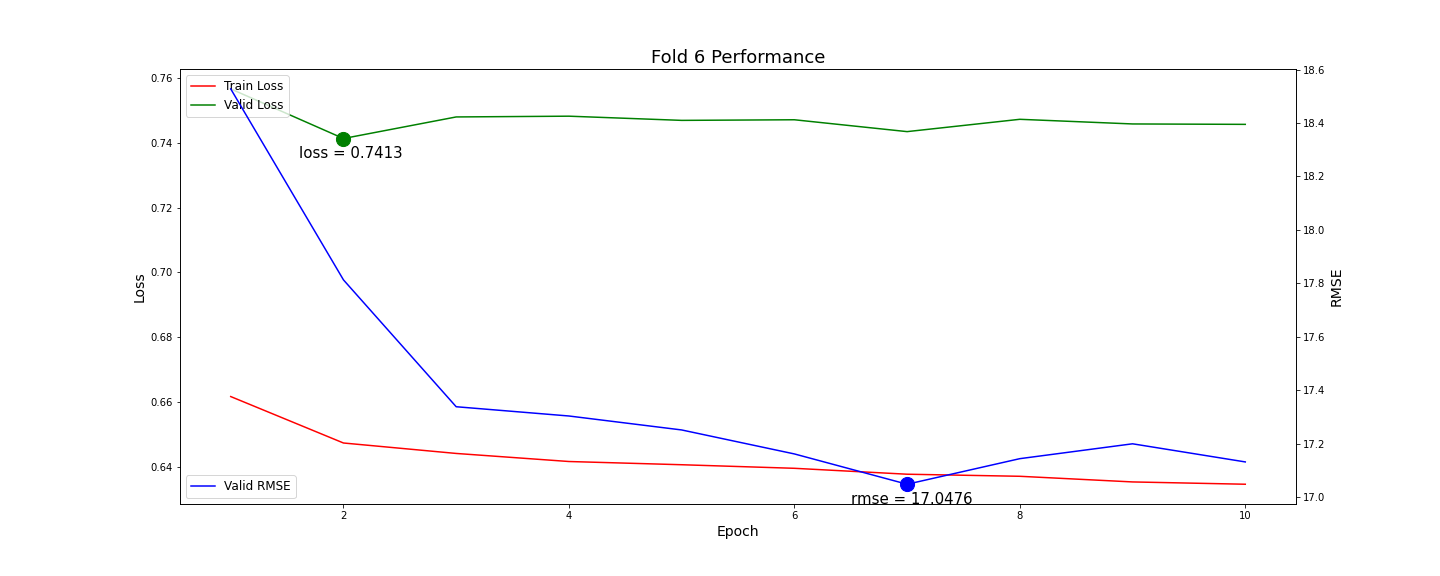 Fold 6 Performance
Train Loss
Valid Loss
loss = 0.7413
Valid RMSE
rmse = 17.0476
Loss
0.76
0.74
0.72
0.70
0.68
0.66
0.64
RMSE
18.6
18.4
18.2
18.0
17.8
17.6
17.4
17.2
17.0
2
4
6
8
10
Epoch